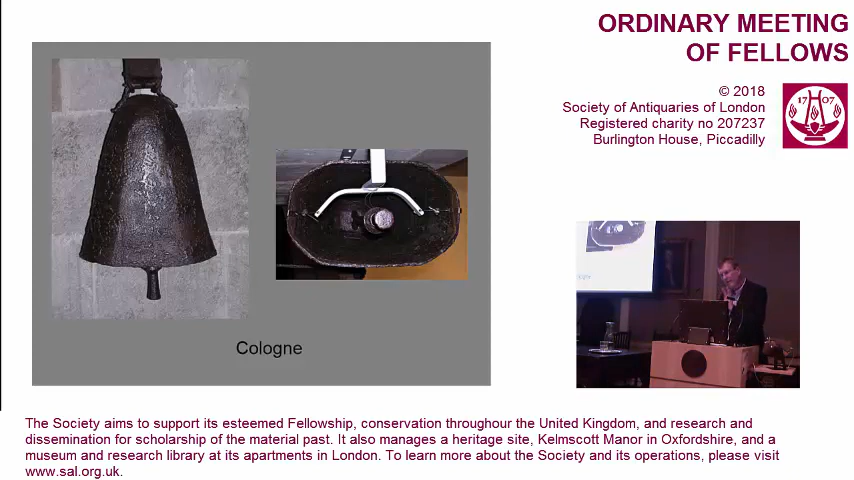 ORDINARY MEETING
OF FELLOWS
© 2018
Society of Antiquaries of London
Registered charity no 207237
Burlington House, Piccadilly
17 07
Cologne
The Society aims to support its esteemed Fellowship, conservation throughour the United Kingdom, and research and
dissemination for scholarship of the material past. It also manages a heritage site, Kelmscott Manor in Oxfordshire, and a
museum and research library at its apartments in London. To learn more about the Society and its operations, please visit
www.sal.org.uk.